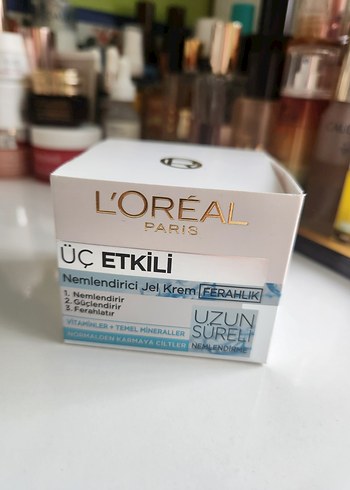 L'ORÉAL
PARIS
ÜÇ ETKİLİ
Nemlendirici Jel Krem FERAHLIK
1. Nemlendirir
2. Güçlendirir
3. Ferahlatır
VİTAMİNLER + TEMEL MİNERALLER
NORMALDEN KARMAYA CİLTLER
UZUN
SÜRELİ
NEMLENDİRME